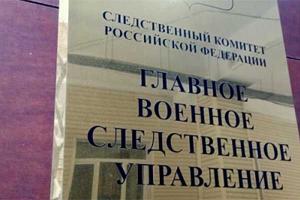 СЛЕДСТВЕННЫЙ КОМИТЕТ
РОССИЙСКОЙ ФЕДЕРАЦИИ
ГЛАВНОЕ
ВОЕННОЕ
СЛЕДСТВЕННОЕ
УПРАВЛЕНИЕ